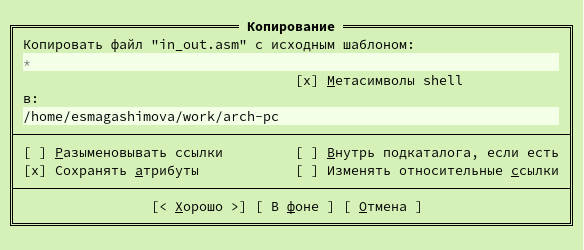 Копирование
Копировать файл "in_out.asm" с исходным шаблоном:
*
[x] Метасимволы shell
в:
/home/esmagashimova/work/arch-pc
[ ] Разыменовывать ссылки [ ] Внутрь подкаталога, если есть
[x] Сохранять атрибуты [ ] Изменять относительные ссылки
[< Хорошо >] [ В фоне ] [ Отмена ]